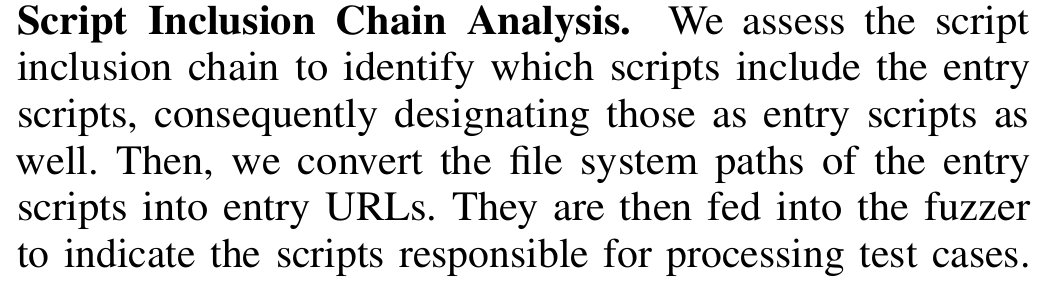 Script Inclusion Chain Analysis. We assess the script
inclusion chain to identify which scripts include the entry
scripts, consequently designating those as entry scripts as
well. Then, we convert the file system paths of the entry
scripts into entry URLs. They are then fed into the fuzzer
to indicate the scripts responsible for processing test cases.